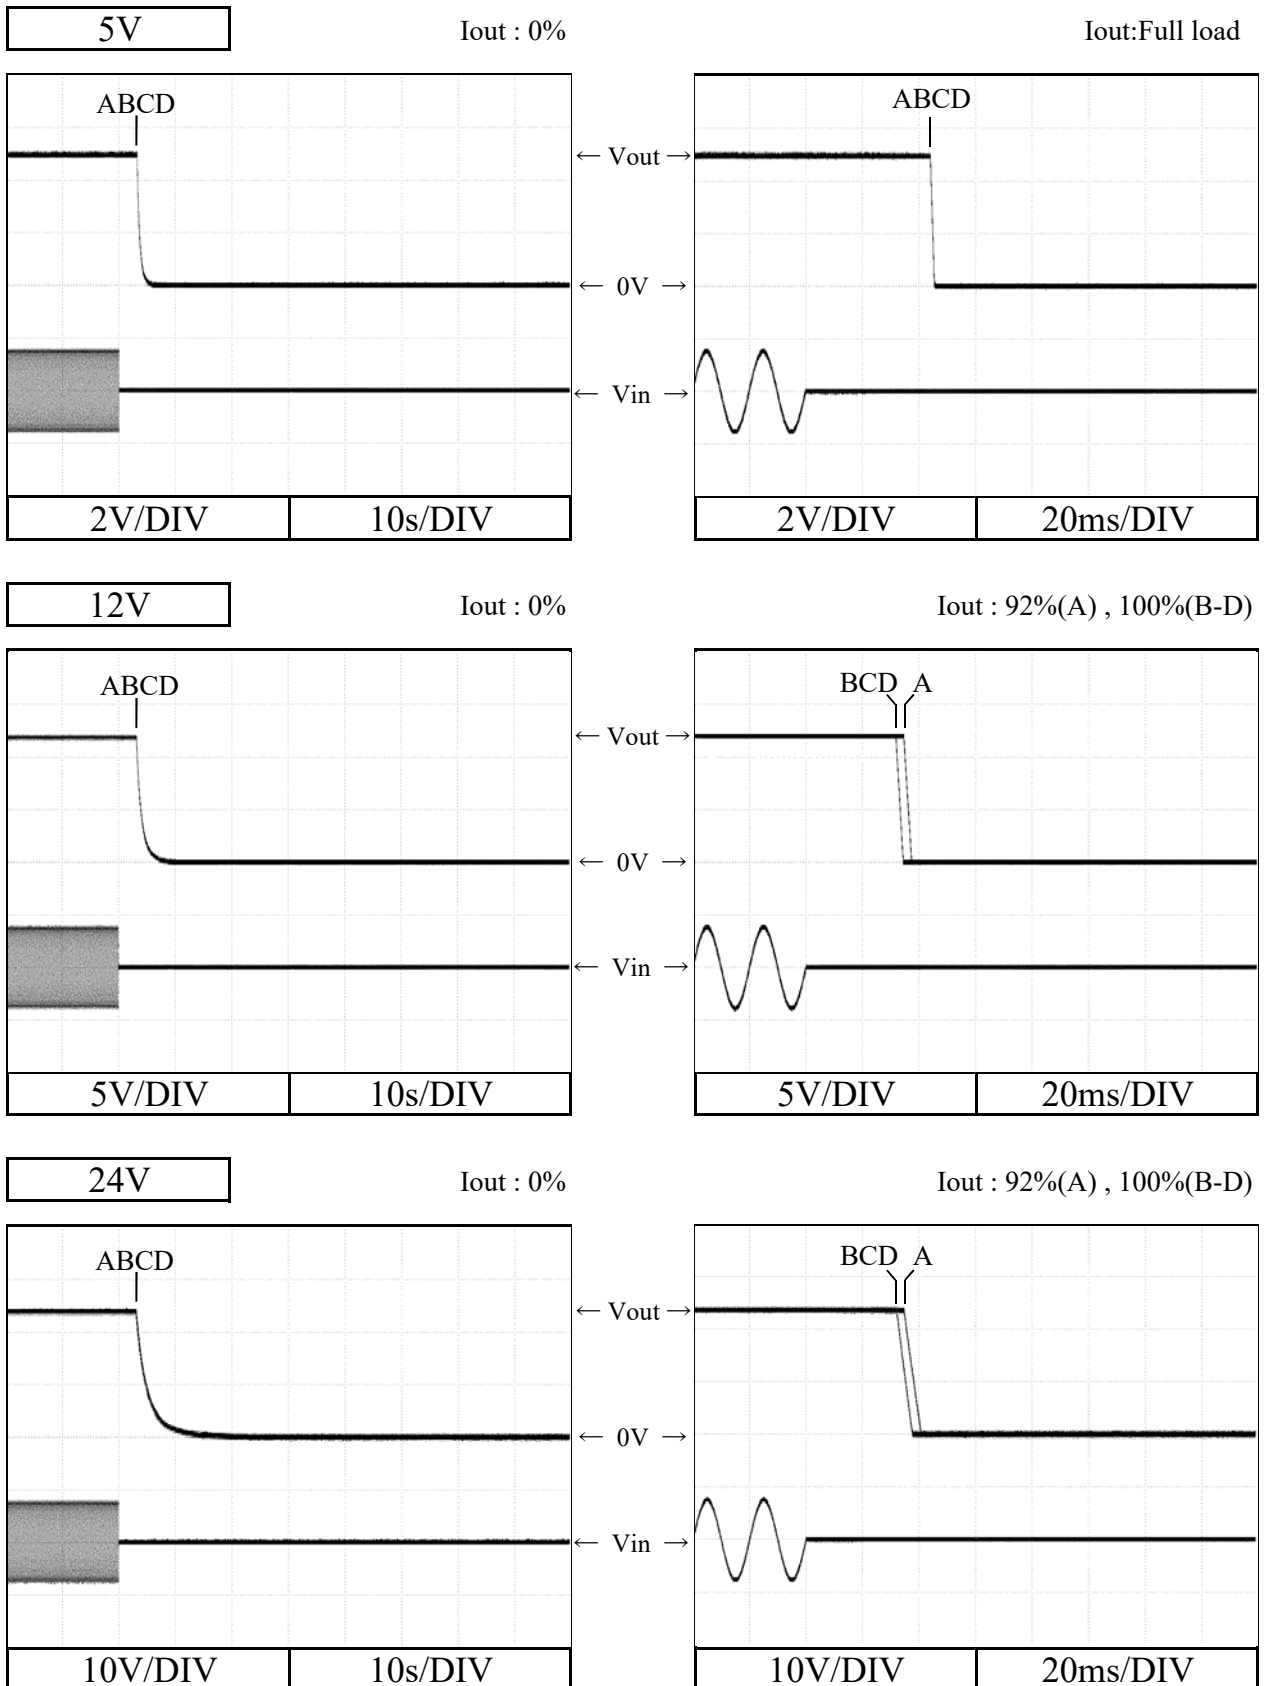 5V Iout : 0% Iout:Full load
ABCD ABCD
← Vout →
← 0V →
← Vin →
2V/DIV 10s/DIV 2V/DIV 20ms/DIV
12V Iout : 0% Iout : 92%(A) , 100%(B-D)
ABCD BCD A
← Vout →
← 0V →
← Vin →
5V/DIV 10s/DIV 5V/DIV 20ms/DIV
24V Iout : 0% Iout : 92%(A) , 100%(B-D)
ABCD BCD A
← Vout →
← 0V →
← Vin →
10V/DIV 10s/DIV 10V/DIV 20ms/DIV